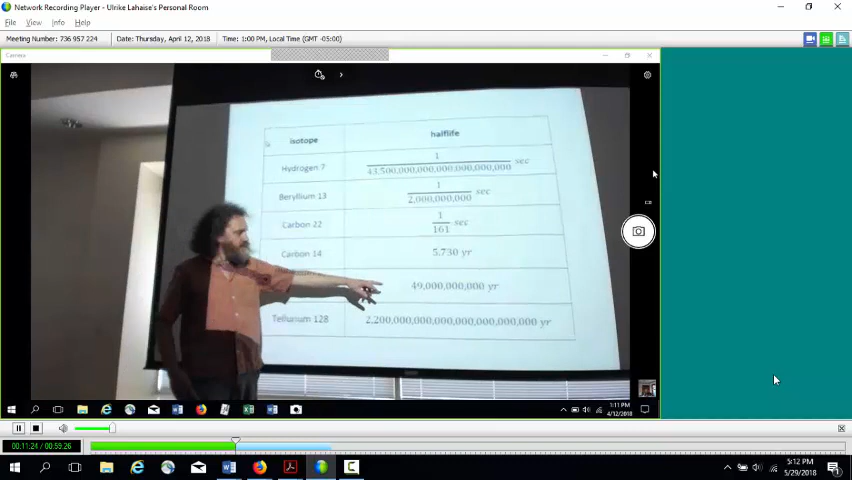 Network Recording Player - Ulrike Lahaise's Personal Room
File View Info Help
Meeting Number: 736 957 224 Date: Thursday, April 12, 2018 Time: 1:00 PM, Local Time (GMT -05:00)
Camera
isotope halflife
Hydrogen 7 1/43,500,000,000,000,000,000,000 sec
Beryllium 13 1/2,000,000,000 sec
Carbon 22 1/161 sec
Carbon 14 5,730 yr
49,000,000,000 yr
Tellurium 128 2,200,000,000,000,000,000,000,000 yr
1:11 PM
4/12/2018
00:11:24 / 00:59:26
5:12 PM
5/29/2018